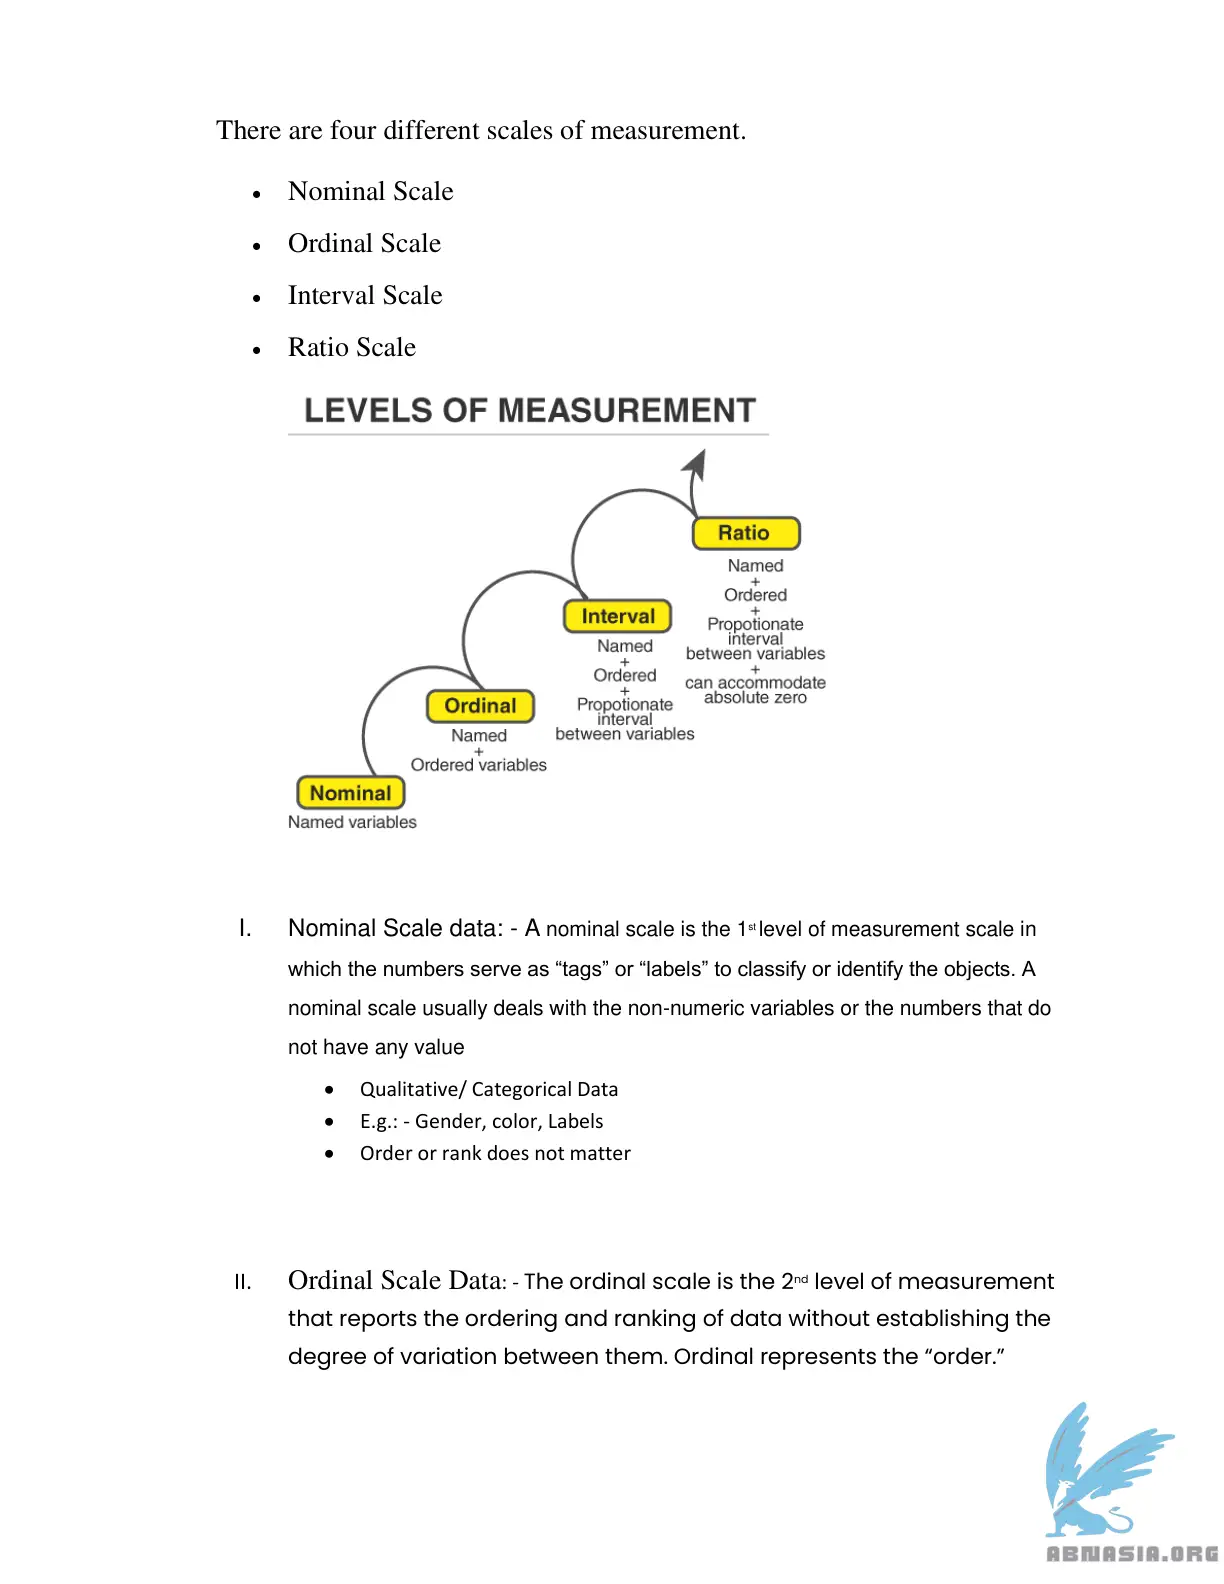 There are four different scales of measurement.
• Nominal Scale
• Ordinal Scale
• Interval Scale
• Ratio Scale
LEVELS OF MEASUREMENT
Ratio
Named
+
Ordered
+
Propotionate
interval
between variables
+
can accommodate
absolute zero
Interval
Named
+
Ordered
+
Propotionate
interval
between variables
Ordinal
Named
+
Ordered variables
Nominal
Named variables
I. Nominal Scale data: - A nominal scale is the 1st level of measurement scale in
which the numbers serve as “tags” or “labels” to classify or identify the objects. A
nominal scale usually deals with the non-numeric variables or the numbers that do
not have any value
• Qualitative/ Categorical Data
• E.g.: - Gender, color, Labels
• Order or rank does not matter
II. Ordinal Scale Data: - The ordinal scale is the 2nd level of measurement
that reports the ordering and ranking of data without establishing the
degree of variation between them. Ordinal represents the “order.”
ABNASIA.ORG